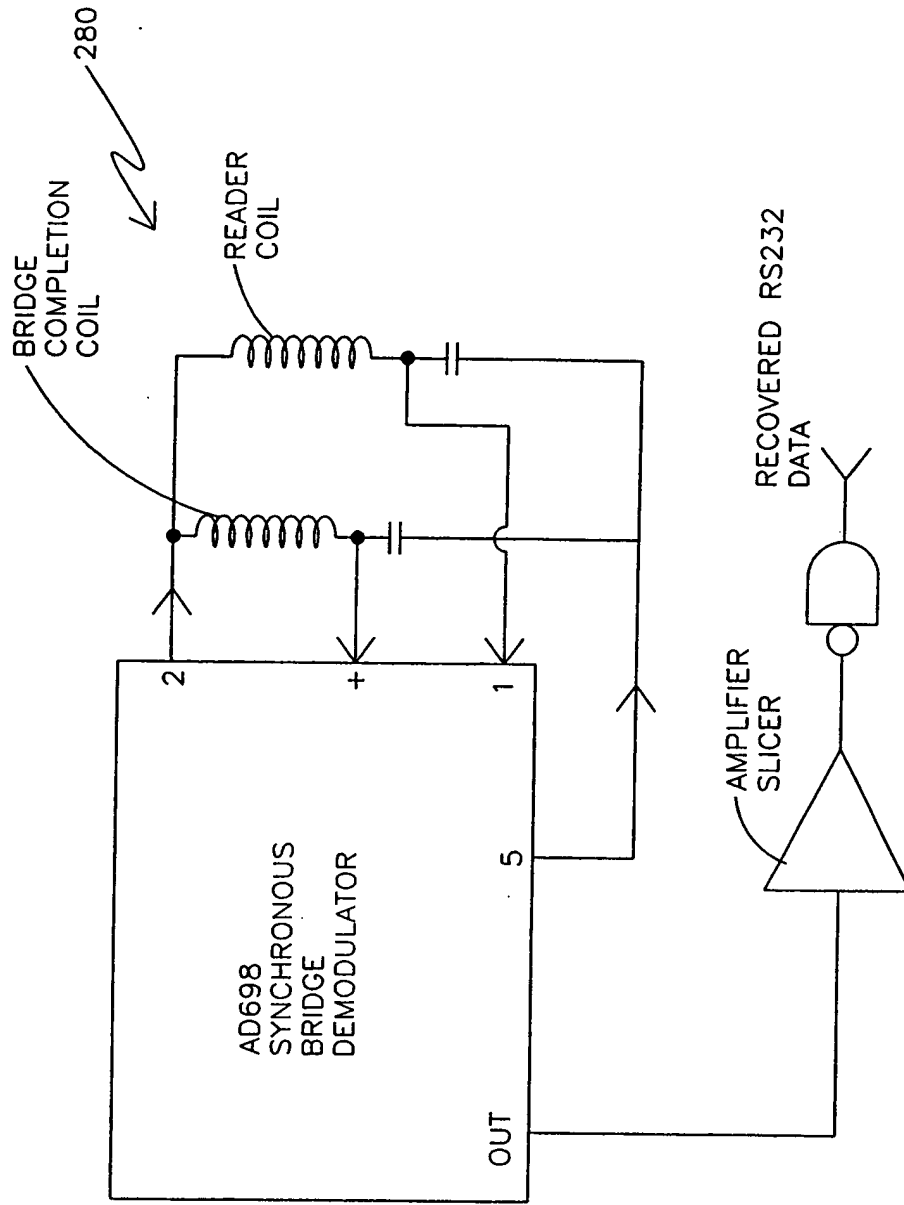 280
BRIDGE
COMPLETION
COIL
READER
COIL
2
+
1
5
AD698
SYNCHRONOUS
BRIDGE
DEMODULATOR
OUT
AMPLIFIER
SLICER
RECOVERED RS232
DATA